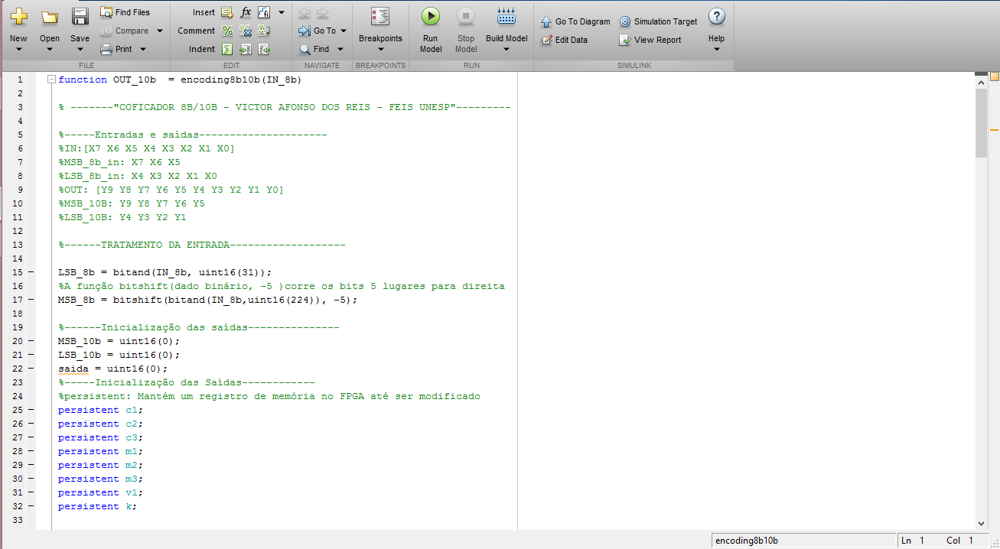 New
Open
Save
Find Files
Compare
Print
FILE
Insert fx
Comment
Indent
EDIT
Go To
Find
NAVIGATE
Breakpoints
BREAKPOINTS
Run Model
Stop Model
Build Model
RUN
Go To Diagram
Edit Data
Simulation Target
View Report
SIMULINK
Help
1 function OUT_10b  = encoding8b10b(IN_8b)
2
3 % -------"COFICADOR 8B/10B - VICTOR AFONSO DOS REIS - FEIS UNESP"---------
4
5 %-----Entradas e saídas---------------------
6 %IN:[X7 X6 X5 X4 X3 X2 X1 X0]
7 %MSB_8b_in: X7 X6 X5
8 %LSB_8b_in: X4 X3 X2 X1 X0
9 %OUT: [Y9 Y8 Y7 Y6 Y5 Y4 Y3 Y2 Y1 Y0]
10 %MSB_10B: Y9 Y8 Y7 Y6 Y5
11 %LSB_10B: Y4 Y3 Y2 Y1
12
13 %------TRATAMENTO DA ENTRADA-------------------
14
15 – LSB_8b = bitand(IN_8b, uint16(31));
16 %A função bitshift(dado binário, -5 )corre os bits 5 lugares para direita
17 – MSB_8b = bitshift(bitand(IN_8b,uint16(224)), -5);
18
19 %------Inicialização das saídas---------------
20 – MSB_10b = uint16(0);
21 – LSB_10b = uint16(0);
22 – saida = uint16(0);
23 %-----Inicialização das Saídas------------
24 %persistent: Mantém um registro de memória no FPGA até ser modificado
25 – persistent c1;
26 – persistent c2;
27 – persistent c3;
28 – persistent m1;
29 – persistent m2;
30 – persistent m3;
31 – persistent v1;
32 – persistent k;
33
encoding8b10b
Ln 1 Col 1